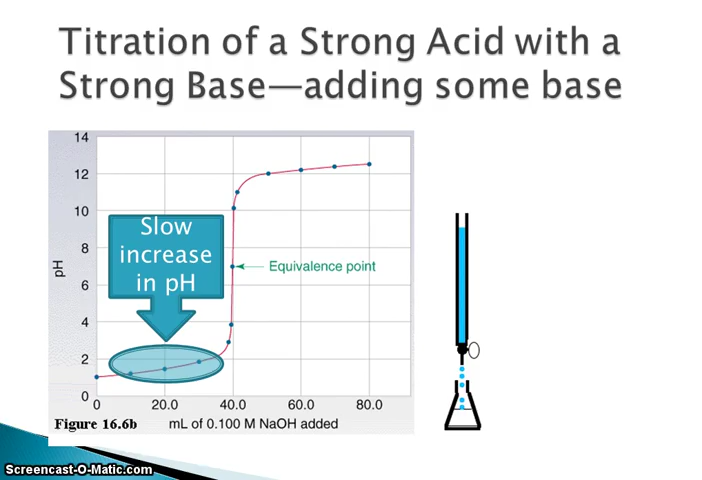 Titration of a Strong Acid with a
Strong Base—adding some base
14
12
10
8
6
4
2
0
pH
Slow
increase
in pH
Equivalence point
0 20.0 40.0 60.0 80.0
Figure 16.6b mL of 0.100 M NaOH added
Screencast-O-Matic.com